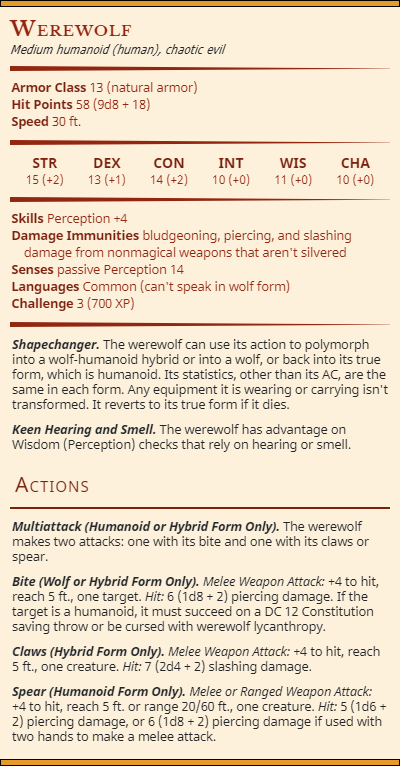 Werewolf
Medium humanoid (human), chaotic evil
Armor Class 13 (natural armor)
Hit Points 58 (9d8 + 18)
Speed 30 ft.
STR DEX CON INT WIS CHA
15 (+2) 13 (+1) 14 (+2) 10 (+0) 11 (+0) 10 (+0)
Skills Perception +4
Damage Immunities bludgeoning, piercing, and slashing
damage from nonmagical weapons that aren't silvered
Senses passive Perception 14
Languages Common (can't speak in wolf form)
Challenge 3 (700 XP)
Shapechanger. The werewolf can use its action to polymorph
into a wolf-humanoid hybrid or into a wolf, or back into its true
form, which is humanoid. Its statistics, other than its AC, are the
same in each form. Any equipment it is wearing or carrying isn't
transformed. It reverts to its true form if it dies.
Keen Hearing and Smell. The werewolf has advantage on
Wisdom (Perception) checks that rely on hearing or smell.
Actions
Multiattack (Humanoid or Hybrid Form Only). The werewolf
makes two attacks: one with its bite and one with its claws or
spear.
Bite (Wolf or Hybrid Form Only). Melee Weapon Attack: +4 to hit,
reach 5 ft., one target. Hit: 6 (1d8 + 2) piercing damage. If the
target is a humanoid, it must succeed on a DC 12 Constitution
saving throw or be cursed with werewolf lycanthropy.
Claws (Hybrid Form Only). Melee Weapon Attack: +4 to hit, reach
5 ft., one creature. Hit: 7 (2d4 + 2) slashing damage.
Spear (Humanoid Form Only). Melee or Ranged Weapon Attack:
+4 to hit, reach 5 ft. or range 20/60 ft., one creature. Hit: 5 (1d6 +
2) piercing damage, or 6 (1d8 + 2) piercing damage if used with
two hands to make a melee attack.